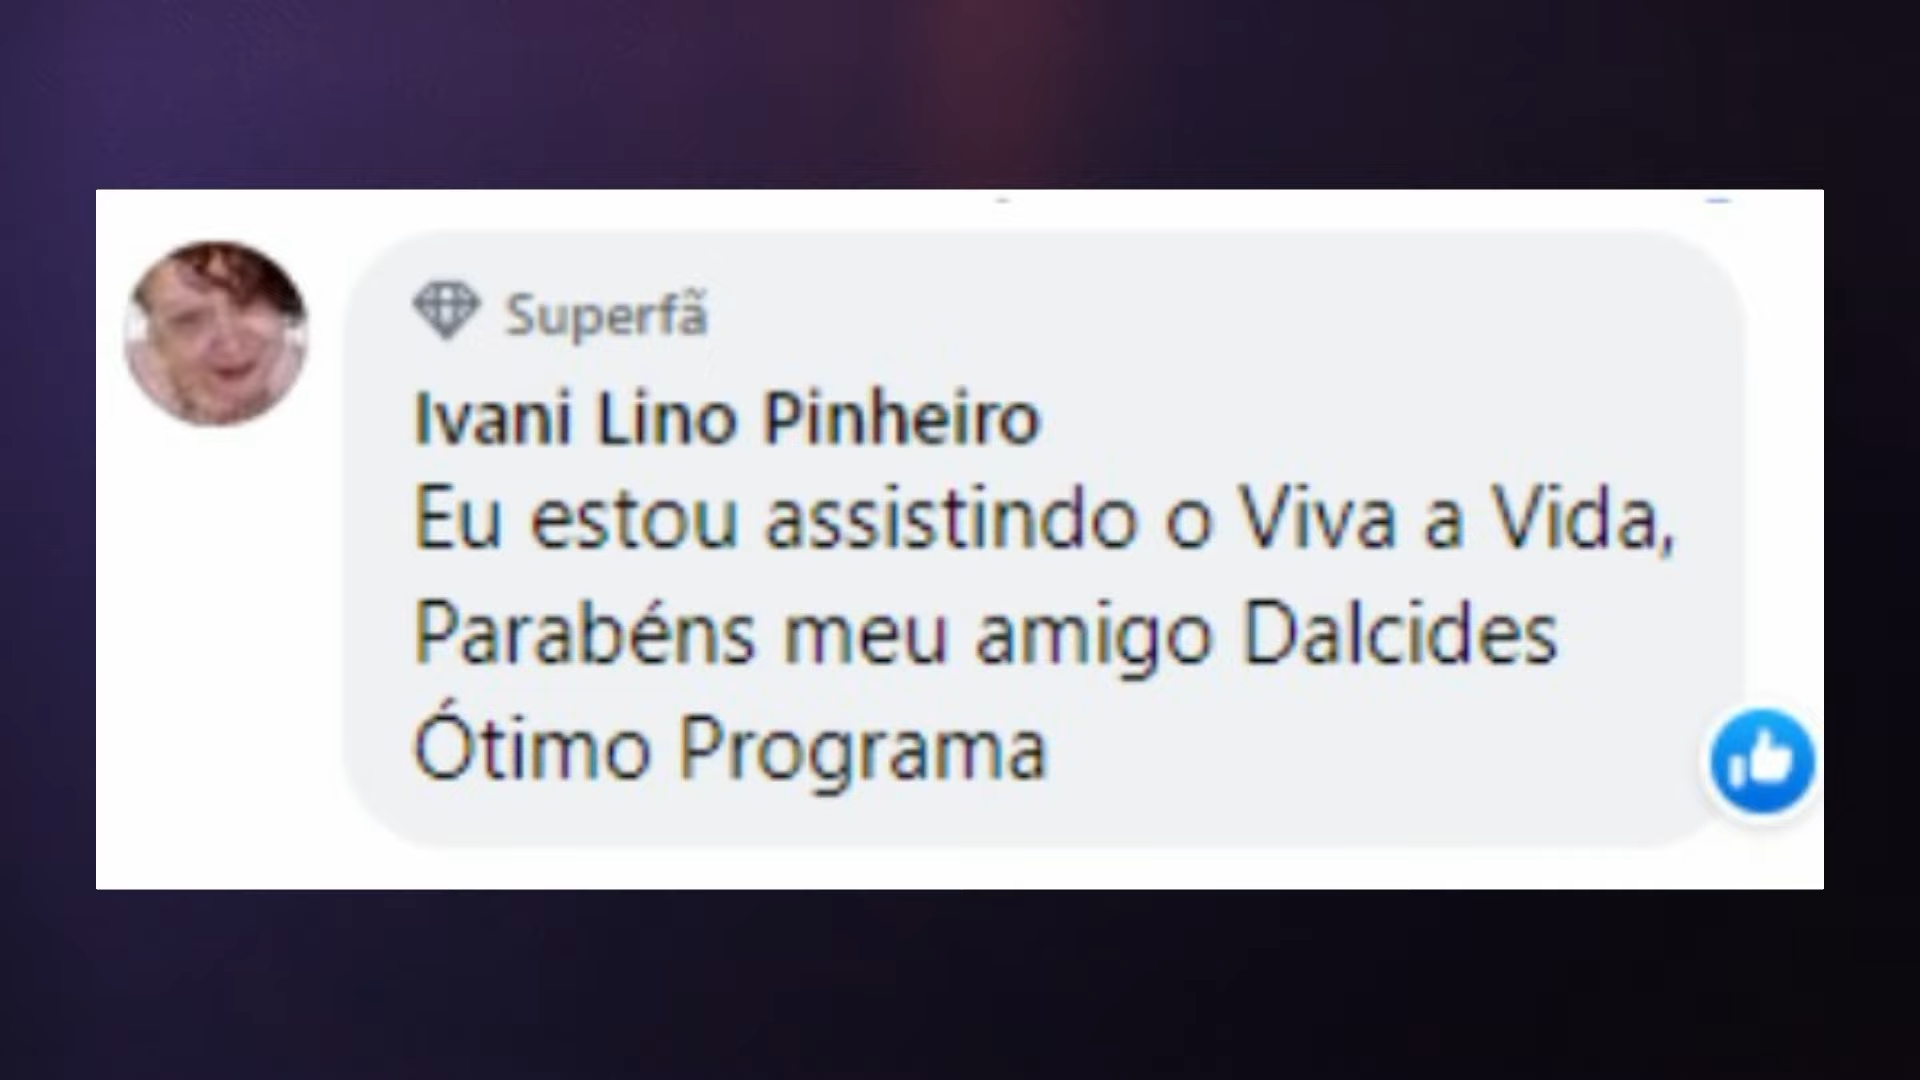 Superfã
Ivani Lino Pinheiro
Eu estou assistindo o Viva a Vida,
Parabéns meu amigo Dalcides
Ótimo Programa